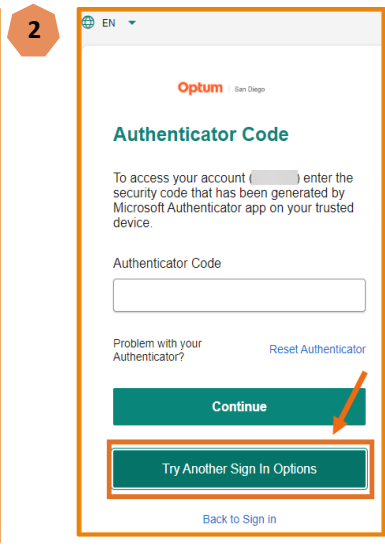 2
EN
Optum | San Diego
Authenticator Code
To access your account ( ) enter the
security code that has been generated by
Microsoft Authenticator app on your trusted
device.
Authenticator Code
Problem with your
Authenticator?
Reset Authenticator
Continue
Try Another Sign In Options
Back to Sign in